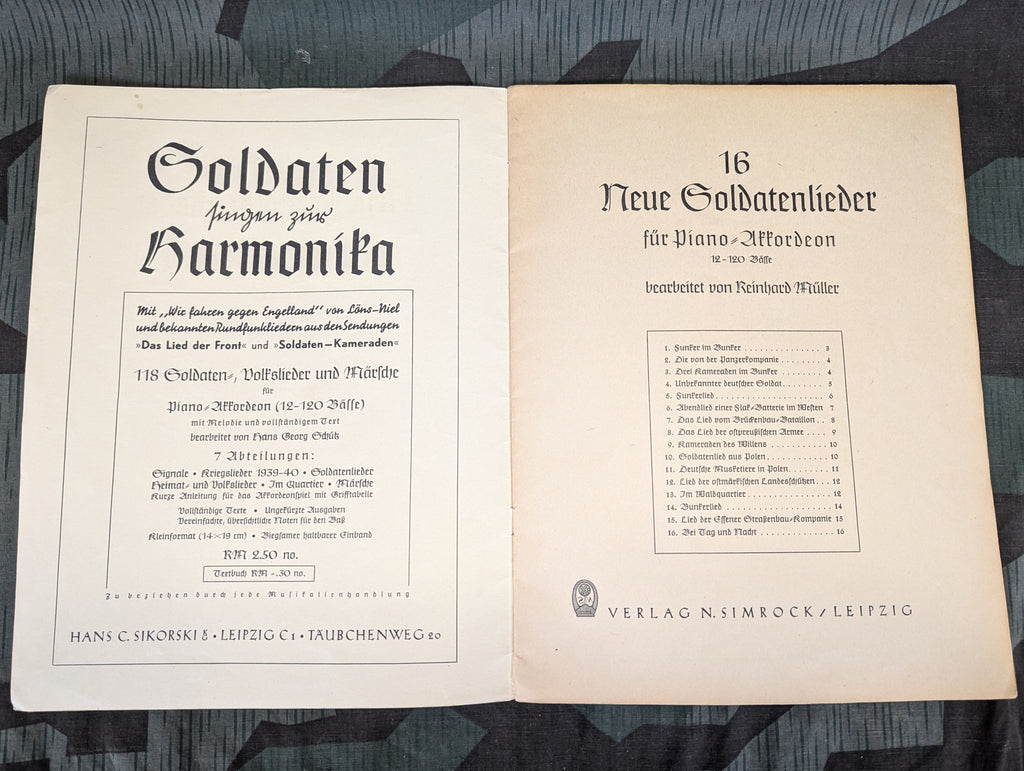 Soldaten
singen zur
Harmonika
Mit „Wir fahren gegen Engelland“ von Löns-Niel
und bekannten Rundfunkliedern aus den Sendungen
»Das Lied der Front« und »Soldaten—Kameraden«
118 Soldaten-, Volkslieder und Märsche
für
Piano-Akkordeon (12-120 Bässe)
mit Melodie und vollständigem Text
bearbeitet von Hans Georg Schütz
7 Abteilungen:
Signale • Kriegslieder 1939-40 • Soldatenlieder
Heimat- und Volkslieder • Im Quartier • Märsche
Kurze Anleitung für das Akkordeonspiel mit Grifftabelle
Vollständige Texte • Ungekürzte Ausgaben
Vereinfachte, übersichtliche Noten für den Baß
Kleinformat (14×19 cm) • Biegsamer haltbarer Einband
RM 2.50 no.
Textbuch RM -.30 no.
Zu beziehen durch jede Musikalienhandlung
HANS C. SIKORSKI KG • LEIPZIG C1 • TÄUBCHENWEG 20
16
Neue Soldatenlieder
für Piano-Akkordeon
12-120 Bässe
bearbeitet von Reinhard Müller
1. Funker im Bunker . . . . . . . . . . . . . . . . 3
2. Die von der Panzerkompanie . . . . . . . . . 4
3. Drei Kameraden im Bunker . . . . . . . . . 4
4. Unbekannter deutscher Soldat . . . . . . . . 5
5. Funkerlied . . . . . . . . . . . . . . . . . . . . 6
6. Abendlied einer Flak-Batterie im Westen 7
7. Das Lied vom Brückenbau-Bataillon . . 8
8. Das Lied der ostpreußischen Armee . . . . 9
9. Kameraden des Willens . . . . . . . . . . . 10
10. Soldatenlied aus Polen . . . . . . . . . . . . 10
11. Deutsche Musketiere in Polen . . . . . . . . 11
12. Lied der ostmärkischen Landesschützen . . . 12
13. Im Waldquartier . . . . . . . . . . . . . . . . 12
14. Bunkerlied . . . . . . . . . . . . . . . . . . . 14
15. Lied der Essener Straßenbau-Kompanie 15
16. Bei Tag und Nacht . . . . . . . . . . . . . . 16
VERLAG N. SIMROCK / LEIPZIG